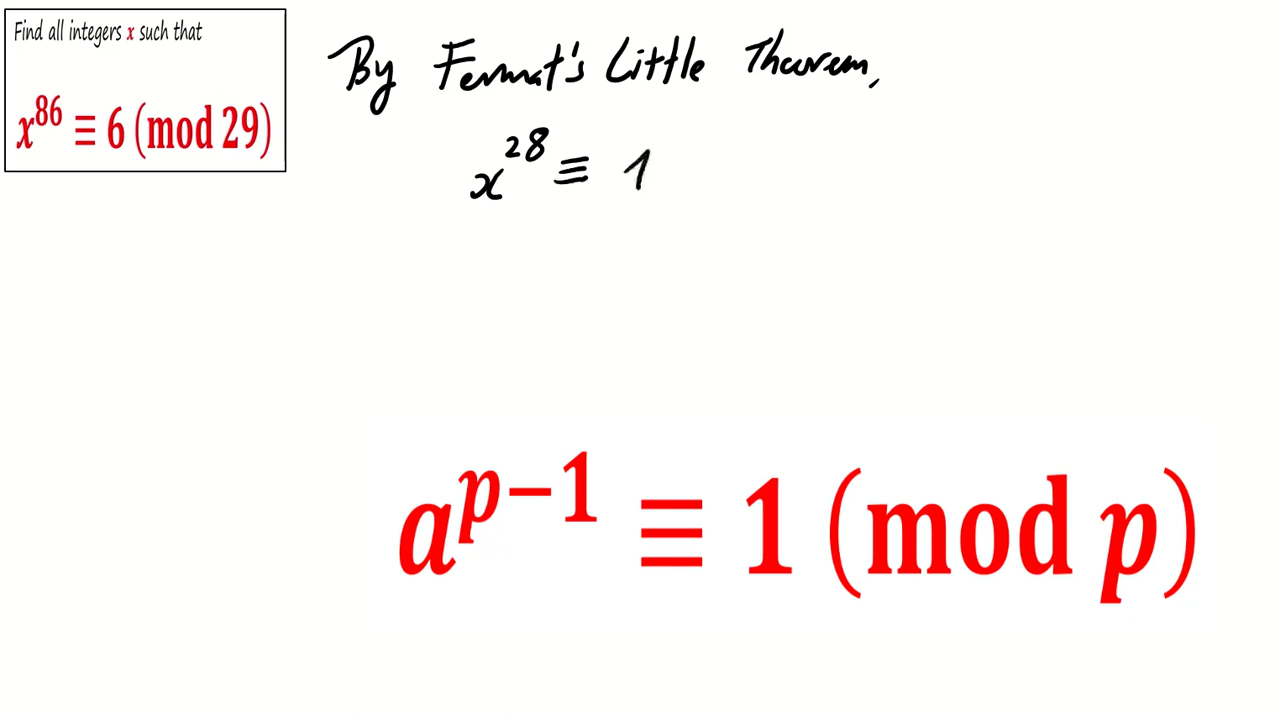 Find all integers x such that
x^86 ≡ 6 (mod 29)
By Fermat's Little Theorem,
x^28 ≡ 1
a^p−1 ≡ 1 (mod p)